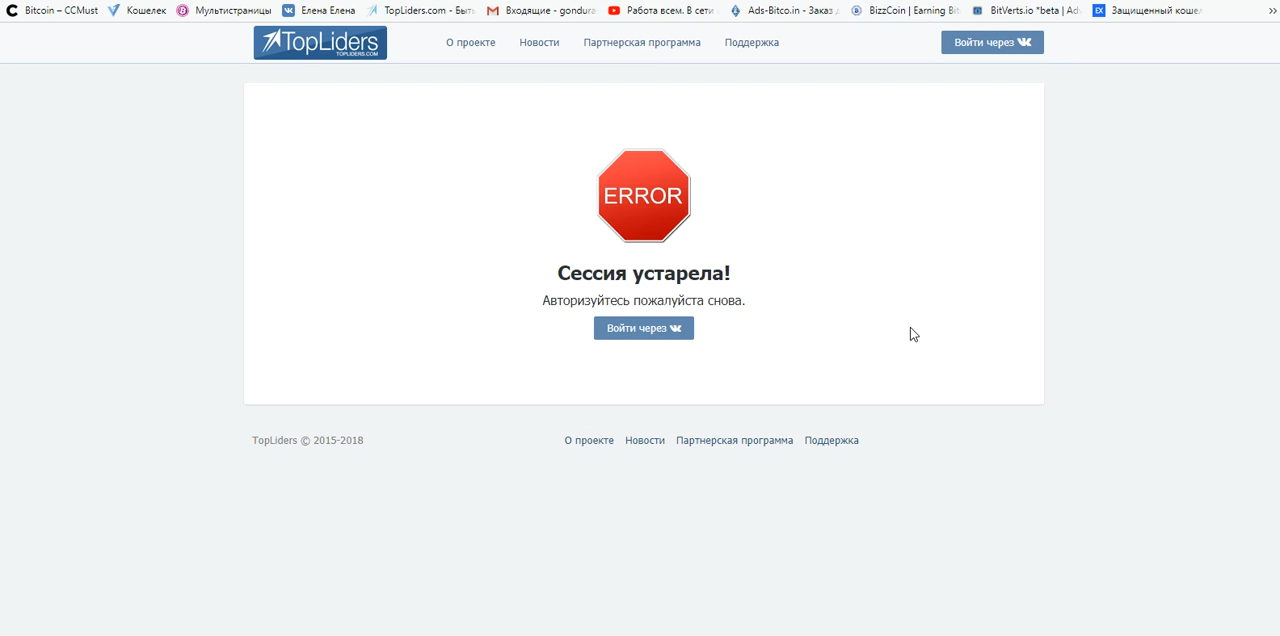 Bitcoin – CCMust Кошелек Мультистраницы Елена Елена TopLiders.com - Быть Входящие - gondura Работа всем. В сети Ads-Bitco.in - Заказ BizzCoin | Earning Bit BitVerts.io *beta | Adv Защищенный кошел »
TopLiders О проекте Новости Партнерская программа Поддержка Войти через
TOPLIDERS.COM
ERROR
Сессия устарела!
Авторизуйтесь пожалуйста снова.
Войти через
TopLiders © 2015-2018 О проекте Новости Партнерская программа Поддержка